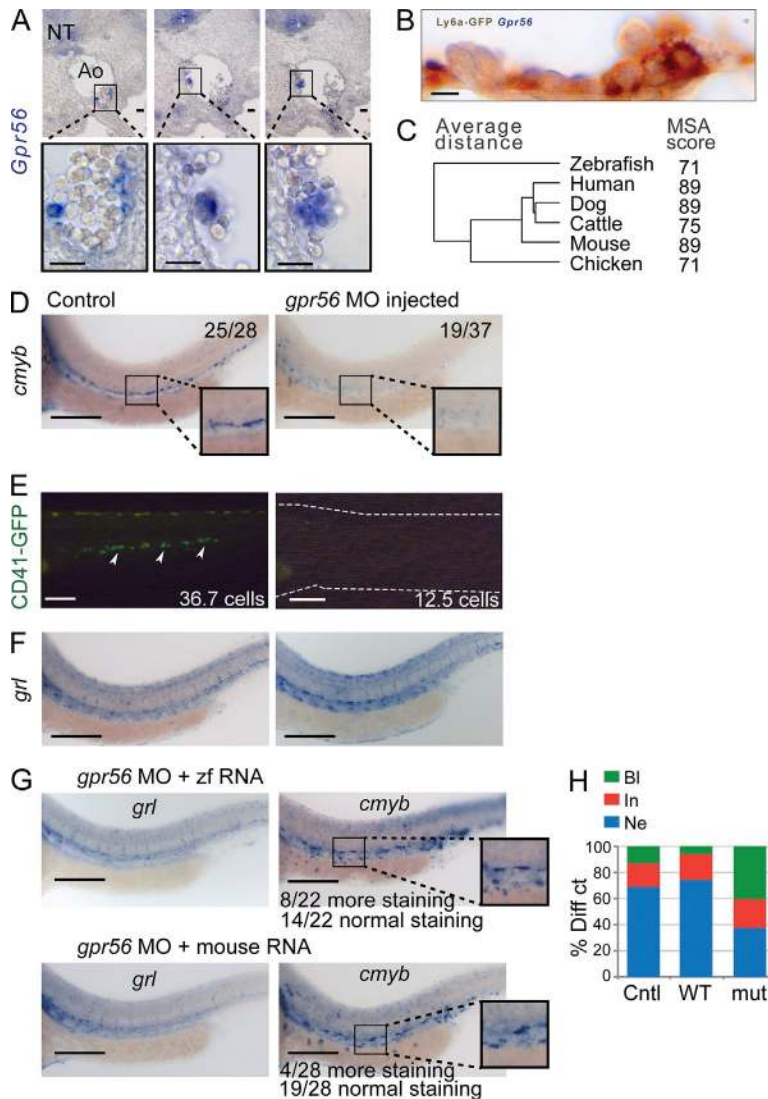 A
NT
Ao
Gpr56
B
Ly6a-GFP Gpr56
C
Average distance
MSA score
Zebrafish 71
Human 89
Dog 89
Cattle 75
Mouse 89
Chicken 71
D
Control
gpr56 MO injected
cmyb
25/28
19/37
E
CD41-GFP
36.7 cells
12.5 cells
F
grl
G
gpr56 MO + zf RNA
grl
cmyb
8/22 more staining
14/22 normal staining
gpr56 MO + mouse RNA
grl
cmyb
4/28 more staining
19/28 normal staining
H
Bl
In
Ne
% Diff ct
100
80
60
40
20
0
Cntl WT mut